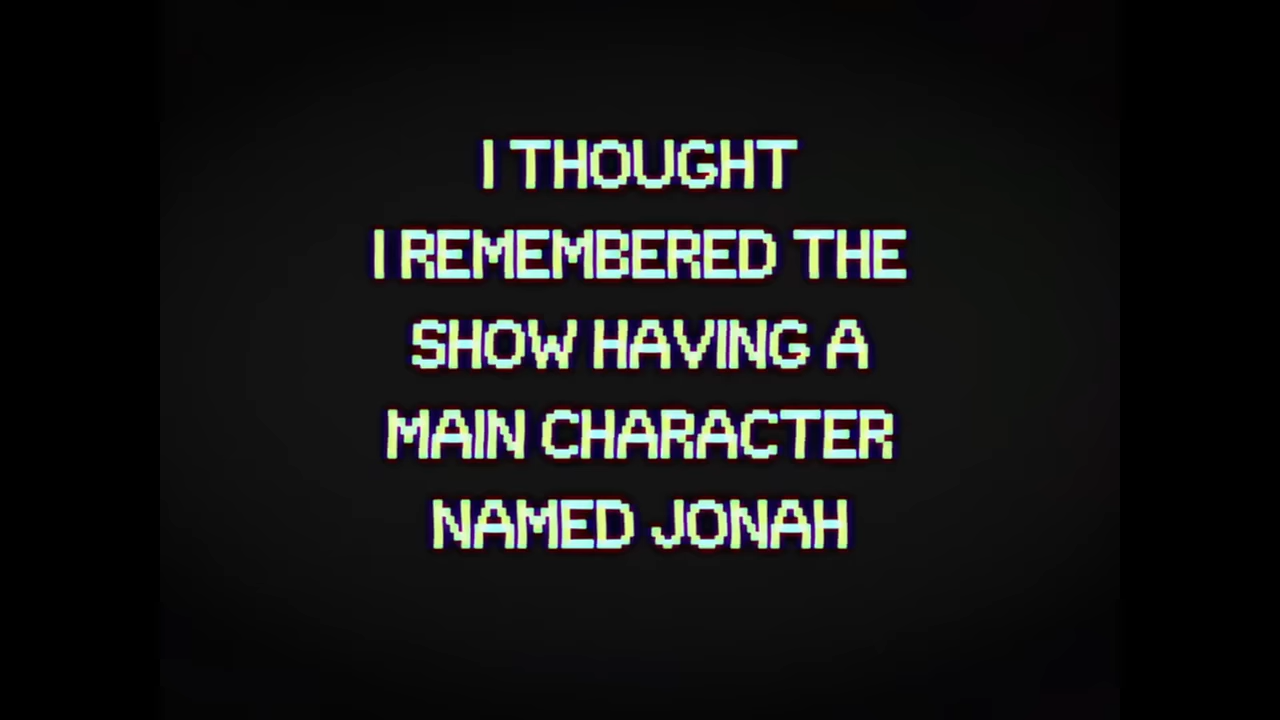 I THOUGHT
I REMEMBERED THE
SHOW HAVING A
MAIN CHARACTER
NAMED JONAH